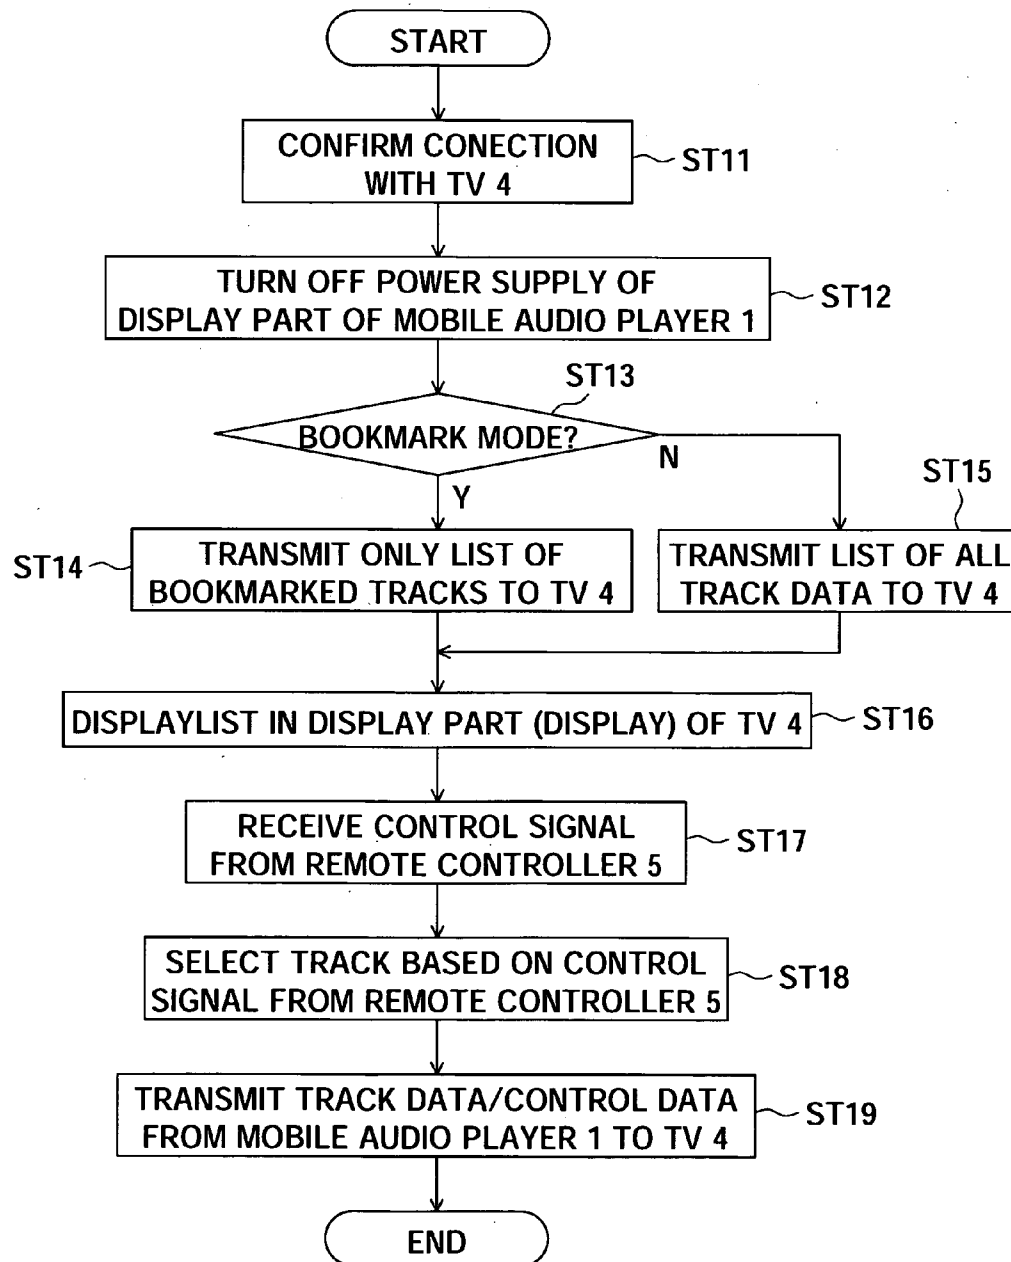 START
CONFIRM CONECTION
WITH TV 4
ST11
TURN OFF POWER SUPPLY OF
DISPLAY PART OF MOBILE AUDIO PLAYER 1
ST12
ST13
BOOKMARK MODE?
N
Y
ST14
TRANSMIT ONLY LIST OF
BOOKMARKED TRACKS TO TV 4
ST15
TRANSMIT LIST OF ALL
TRACK DATA TO TV 4
DISPLAYLIST IN DISPLAY PART (DISPLAY) OF TV 4
ST16
RECEIVE CONTROL SIGNAL
FROM REMOTE CONTROLLER 5
ST17
SELECT TRACK BASED ON CONTROL
SIGNAL FROM REMOTE CONTROLLER 5
ST18
TRANSMIT TRACK DATA/CONTROL DATA
FROM MOBILE AUDIO PLAYER 1 TO TV 4
ST19
END